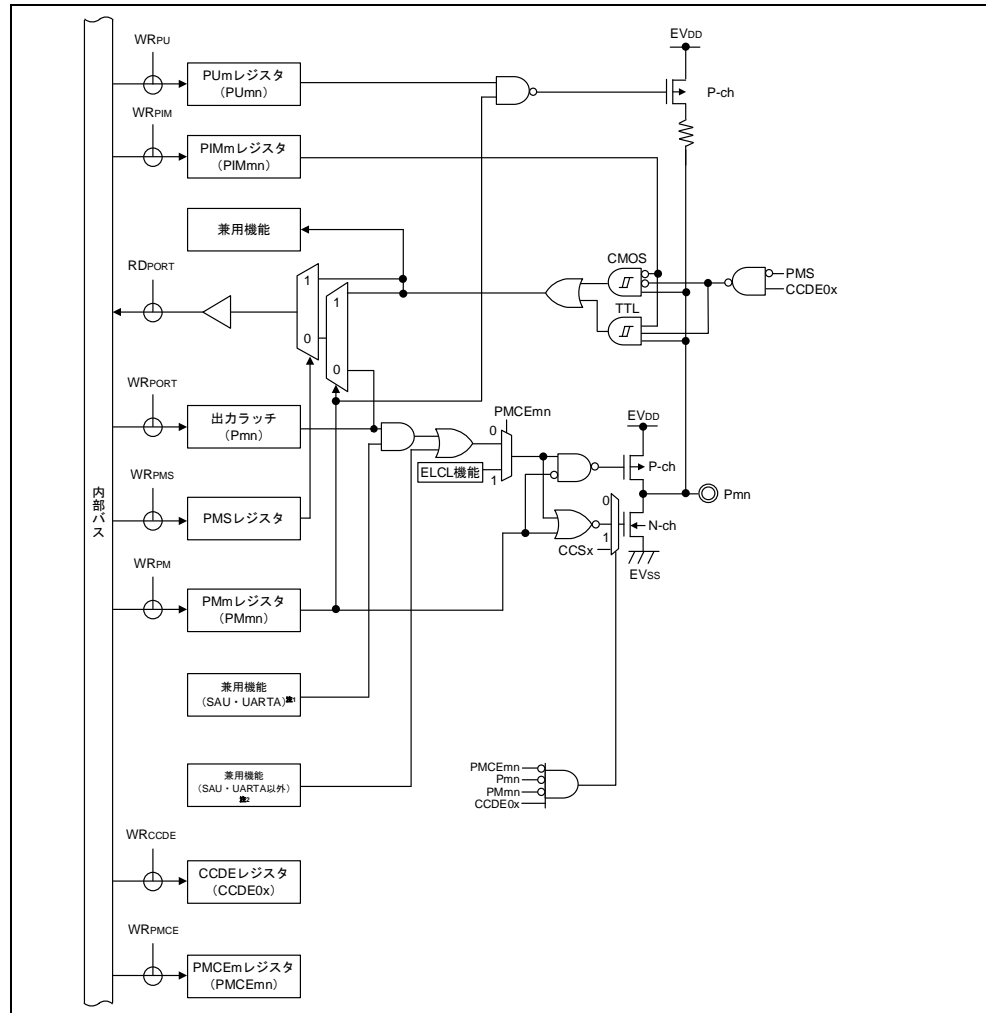 WRPU
PUmレジスタ
(PUmn)
EVDD
P-ch
WRPIM
PIMmレジスタ
(PIMmn)
兼用機能
RDPORT
1
0
1
0
CMOS
TTL
PMS
CCDE0x
WRPORT
出力ラッチ
(Pmn)
PMCEmn
0
1
ELCL機能
EVDD
P-ch
Pmn
内部バス
WRPMS
PMSレジスタ
0
1
CCSx
N-ch
EVSS
WRPM
PMmレジスタ
(PMmn)
兼用機能
(SAU・UARTA)注1
兼用機能
(SAU・UARTA以外)
注2
PMCEmn
Pmn
PMmn
CCDE0x
WRCCDE
CCDEレジスタ
(CCDE0x)
WRPMCE
PMCEmレジスタ
(PMCEmn)